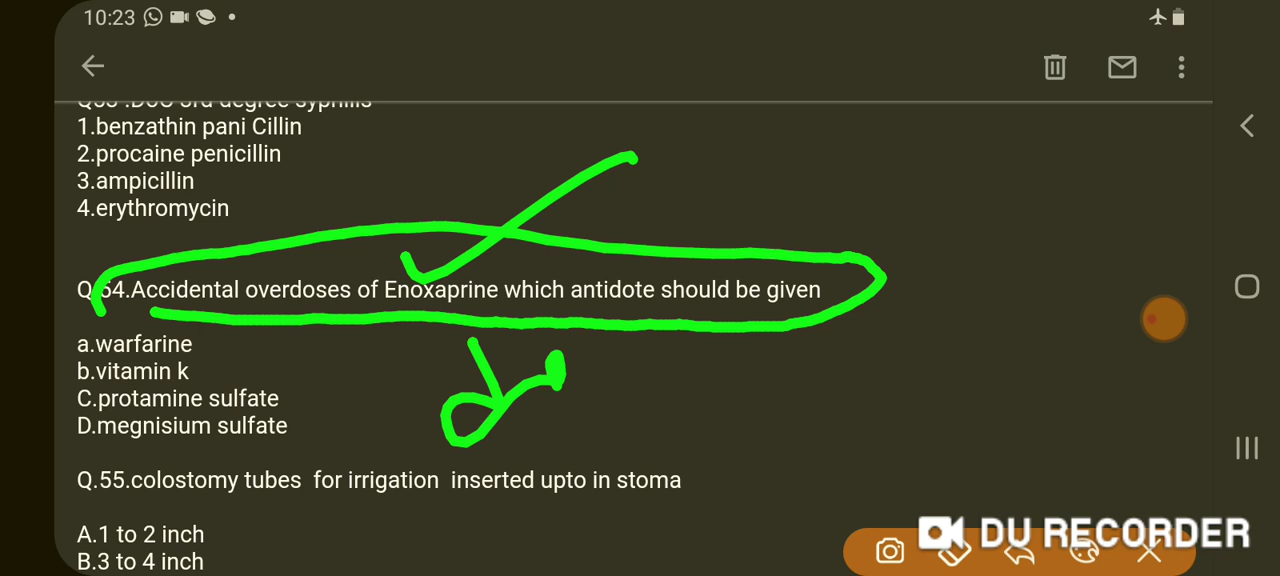 10:23
1.benzathin pani Cillin
2.procaine penicillin
3.ampicillin
4.erythromycin
Q.54.Accidental overdoses of Enoxaprine which antidote should be given
a.warfarine
b.vitamin k
C.protamine sulfate
D.megnisium sulfate
Q.55.colostomy tubes for irrigation inserted upto in stoma
A.1 to 2 inch
B.3 to 4 inch
DU RECORDER